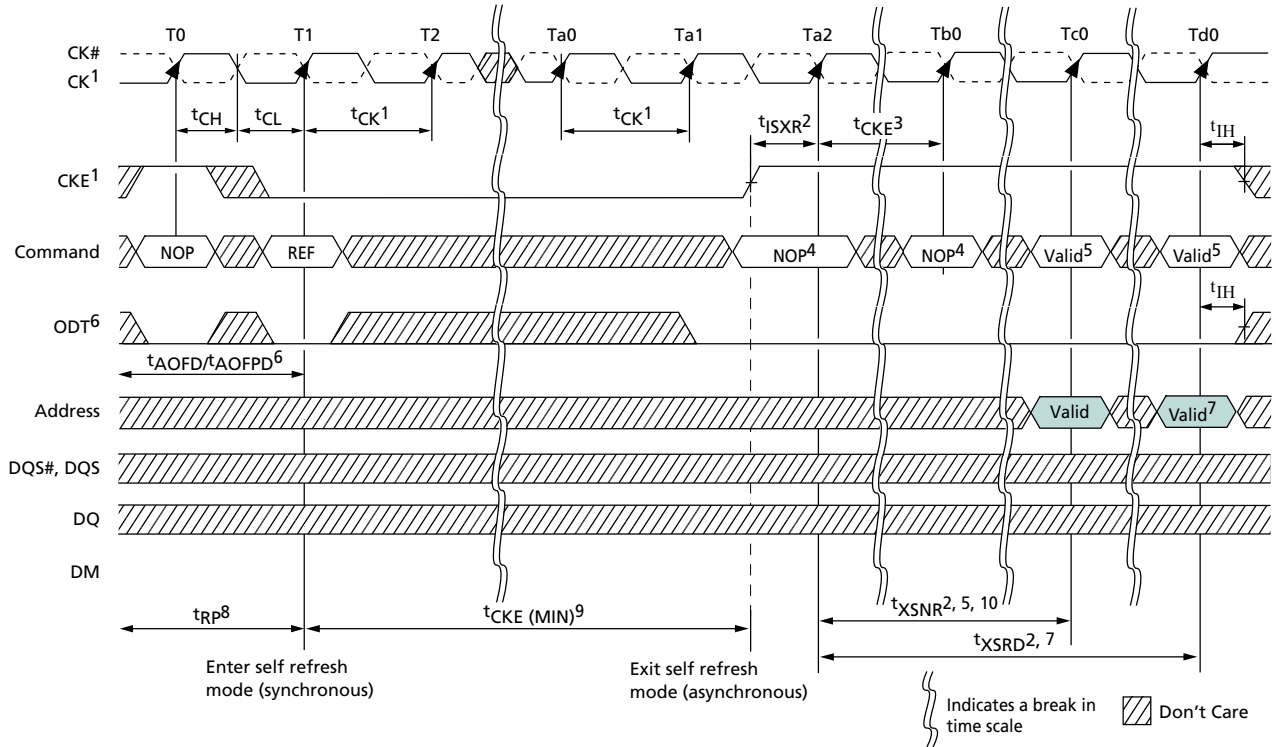 T0 T1 T2 Ta0 Ta1 Ta2 Tb0 Tc0 Td0
CK#
CK1
tCH tCL tCK1 tCK1 tISXR2 tCKE3 tIH
CKE1
Command NOP REF NOP4 NOP4 Valid5 Valid5
ODT6 tIH
tAOFD/tAOFPD6
Address Valid Valid7
DQS#, DQS
DQ
DM
tRP8 tCKE (MIN)9 tXSNR2, 5, 10
tXSRD2, 7
Enter self refresh
mode (synchronous)
Exit self refresh
mode (asynchronous)
Indicates a break in
time scale
Don't Care